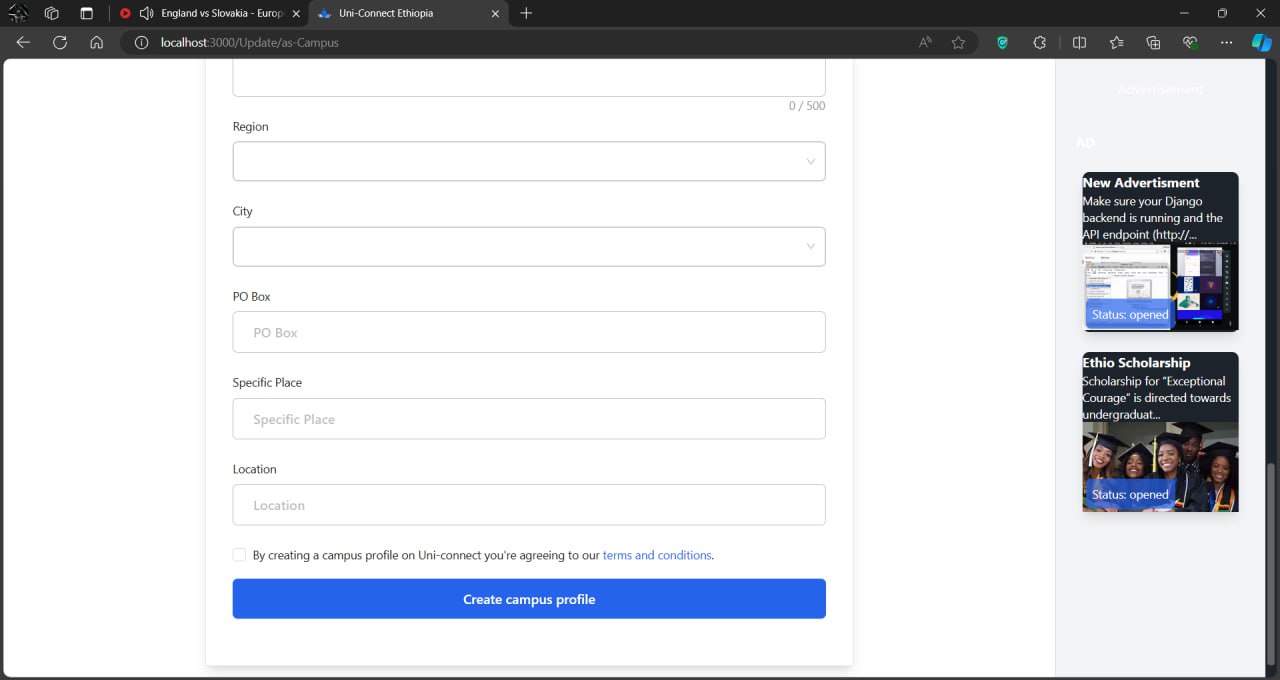 England vs Slovakia - Europ
Uni-Connect Ethiopia
localhost:3000/Update/as-Campus
0 / 500
Region
City
PO Box
PO Box
Specific Place
Specific Place
Location
Location
By creating a campus profile on Uni-connect you're agreeing to our terms and conditions.
Create campus profile
Advertisement
AD
New Advertisment
Make sure your Django
backend is running and the
API endpoint (http://...
Status: opened
Ethio Scholarship
Scholarship for “Exceptional
Courage” is directed towards
undergraduat...
Status: opened